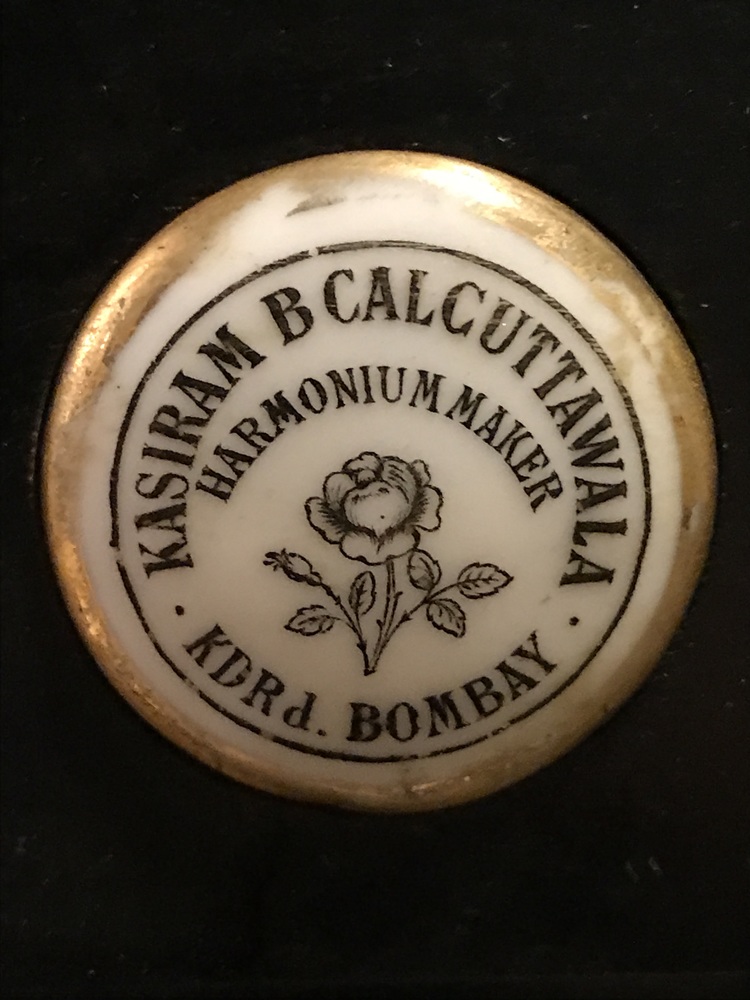 KASIRAM B CALCUTTAWALA
HARMONIUM MAKER
· KDRd. BOMBAY ·